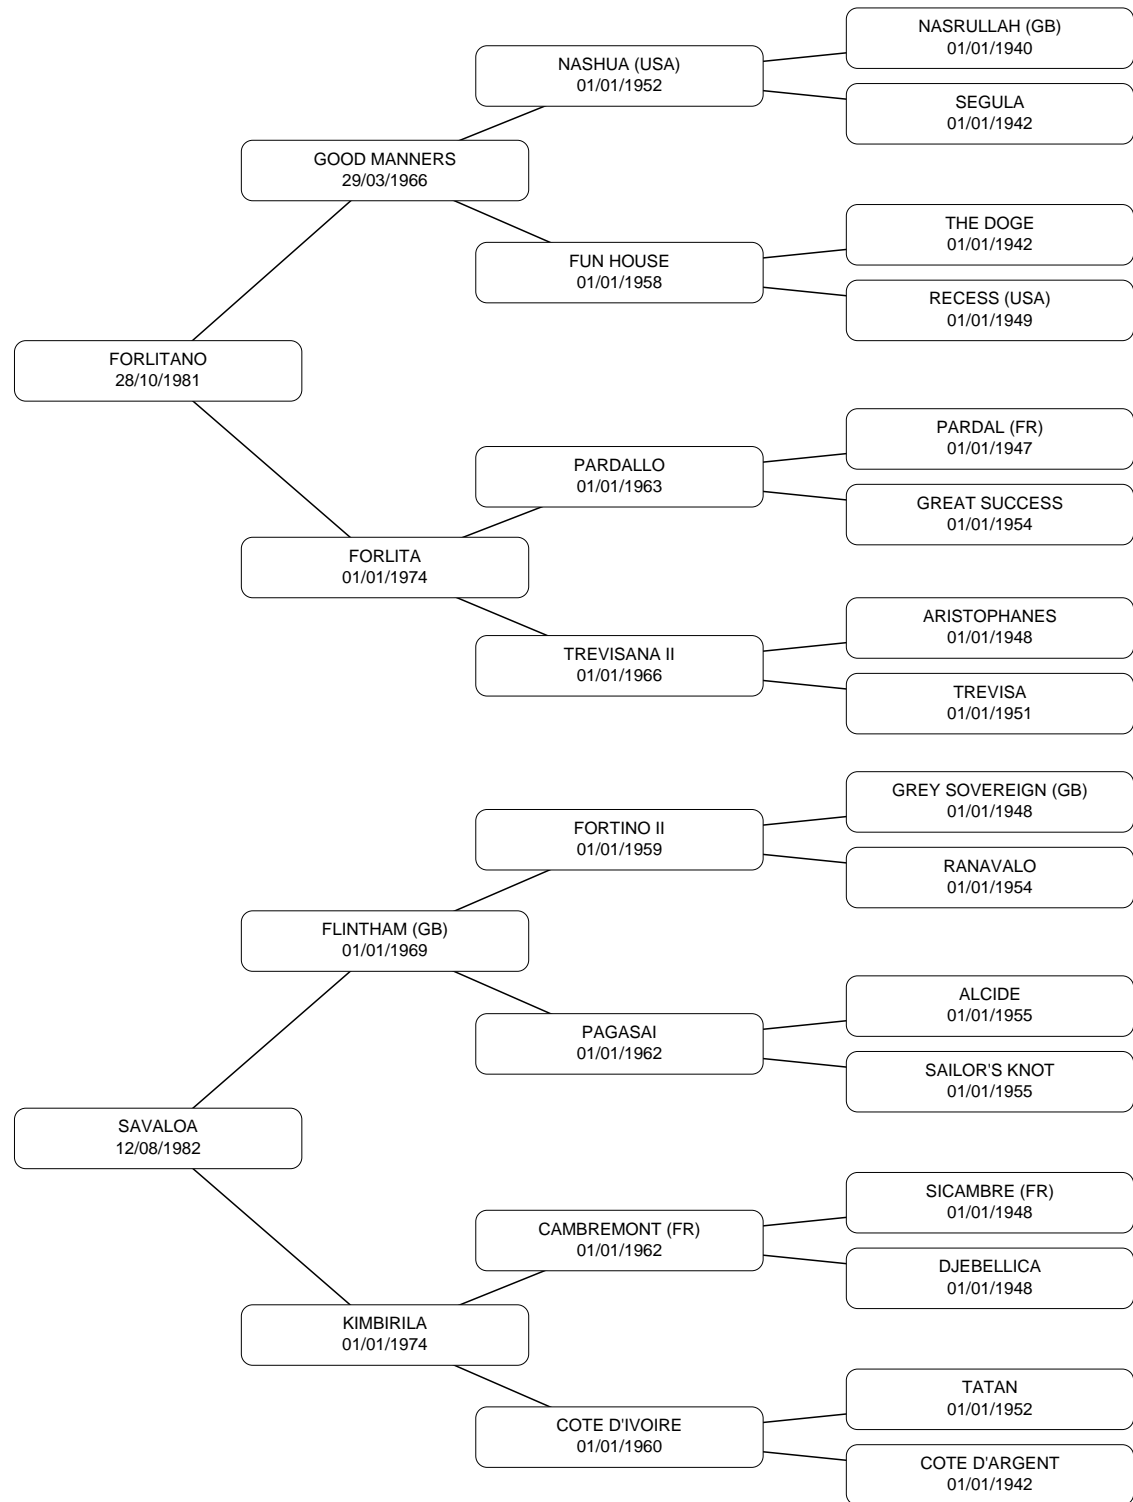 NASRULLAH (GB)
01/01/1940
NASHUA (USA)
01/01/1952
SEGULA
01/01/1942
GOOD MANNERS
29/03/1966
THE DOGE
01/01/1942
FUN HOUSE
01/01/1958
RECESS (USA)
01/01/1949
FORLITANO
28/10/1981
PARDAL (FR)
01/01/1947
PARDALLO
01/01/1963
GREAT SUCCESS
01/01/1954
FORLITA
01/01/1974
ARISTOPHANES
01/01/1948
TREVISANA II
01/01/1966
TREVISA
01/01/1951
GREY SOVEREIGN (GB)
01/01/1948
FORTINO II
01/01/1959
RANAVALO
01/01/1954
FLINTHAM (GB)
01/01/1969
ALCIDE
01/01/1955
PAGASAI
01/01/1962
SAILOR'S KNOT
01/01/1955
SAVALOA
12/08/1982
SICAMBRE (FR)
01/01/1948
CAMBREMONT (FR)
01/01/1962
DJEBELLICA
01/01/1948
KIMBIRILA
01/01/1974
TATAN
01/01/1952
COTE D'IVOIRE
01/01/1960
COTE D'ARGENT
01/01/1942